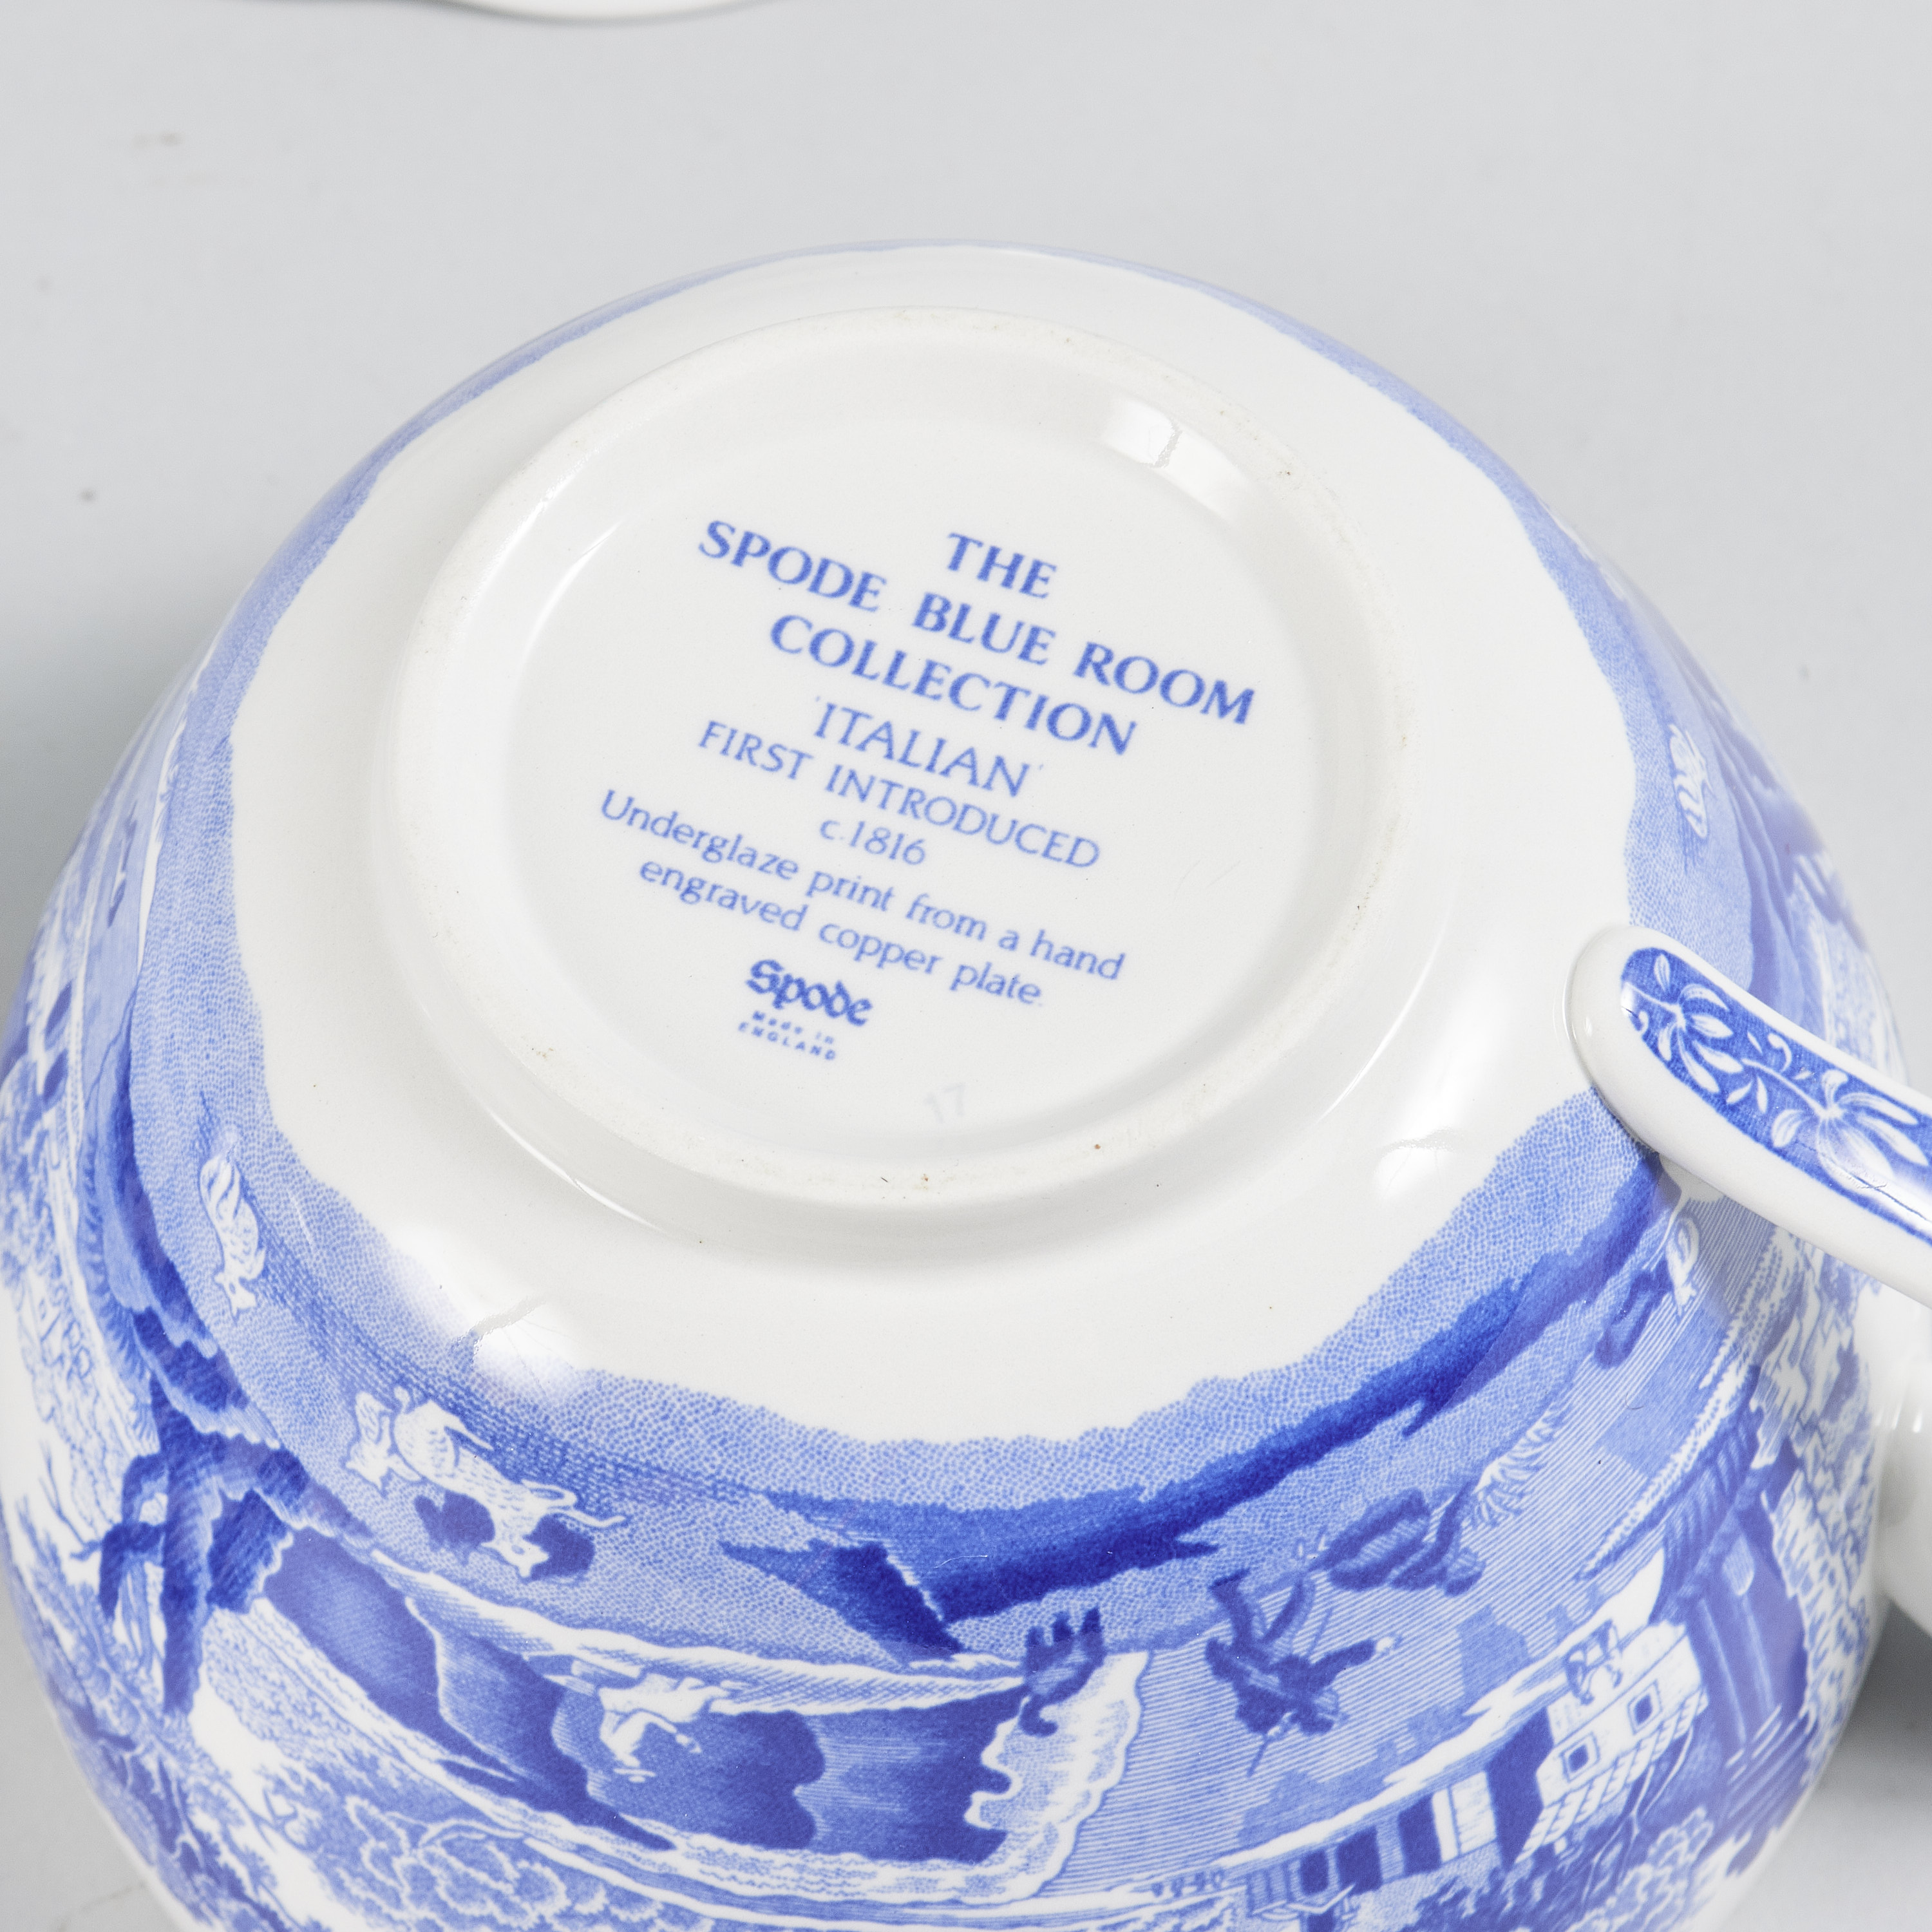 THE
SPODE BLUE ROOM
COLLECTION
'ITALIAN'
FIRST INTRODUCED
c.1816
Underglaze print from a hand
engraved copper plate.
Spode
Made in
ENGLAND
17